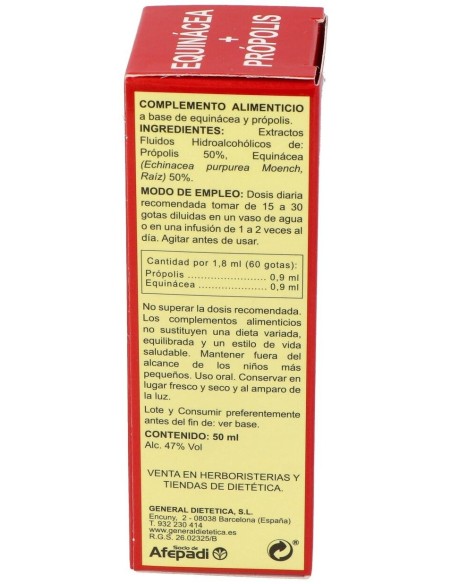 EQUINÁCEA
+
PRÓPOLIS
COMPLEMENTO ALIMENTICIO
a base de equinácea y própolis.
INGREDIENTES: Extractos
Fluidos Hidroalcohólicos de:
Própolis 50%, Equinácea
(Echinacea purpurea Moench,
Raíz) 50%.
MODO DE EMPLEO: Dosis diaria
recomendada tomar de 15 a 30
gotas diluidas en un vaso de agua
o en una infusión de 1 a 2 veces al
día. Agitar antes de usar.
Cantidad por 1,8 ml (60 gotas):
Própolis ........................ 0,9 ml
Equinácea ..................... 0,9 ml
No superar la dosis recomendada.
Los complementos alimenticios
no sustituyen una dieta variada,
equilibrada y un estilo de vida
saludable. Mantener fuera del
alcance de los niños más
pequeños. Uso oral. Conservar en
lugar fresco y seco y al amparo de
la luz.
Lote y Consumir preferentemente
antes del fin de: ver base.
CONTENIDO: 50 ml
Alc. 47% Vol
VENTA EN HERBORISTERIAS Y
TIENDAS DE DIETÉTICA.
GENERAL DIETETICA, S.L.
Encuny, 2 - 08038 Barcelona (España)
T. 932 230 414
www.generaldietetica.es
R.G.S. 26.02325/B
Socio de
Afepadi